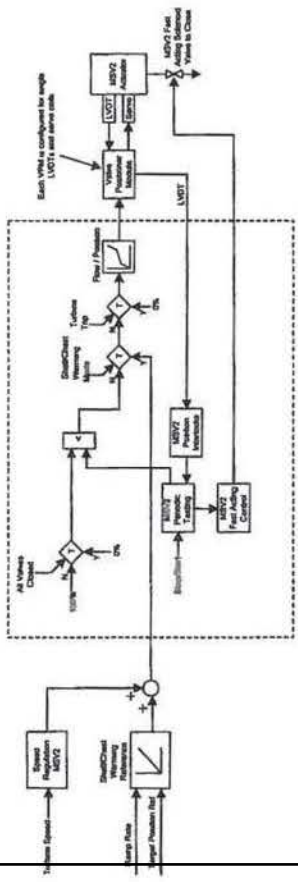 Turbine Speed
Speed
Regulation
MSV2
Ramp Rate
Target Position Ref
Shell/Chest
Warming
Reference
+
+
All Valves
Closed
T
N
Y
100%
0%
<
Shell/Chest
Warming
Mode
T
N
Y
Turbine
Trip
T
N
Y
0%
Flow / Position
Stop/Start
MSV2
Periodic
Testing
MSV2
Position
Interlocks
MSV2
Fast Acting
Control
Each VPM is configured for single
LVDTs and servo coils
Valve
Positioner
Module
LVDT
Servo
MSV2
Actuator
LVDT
MSV2 Fast
Acting Solenoid
Valve to Close